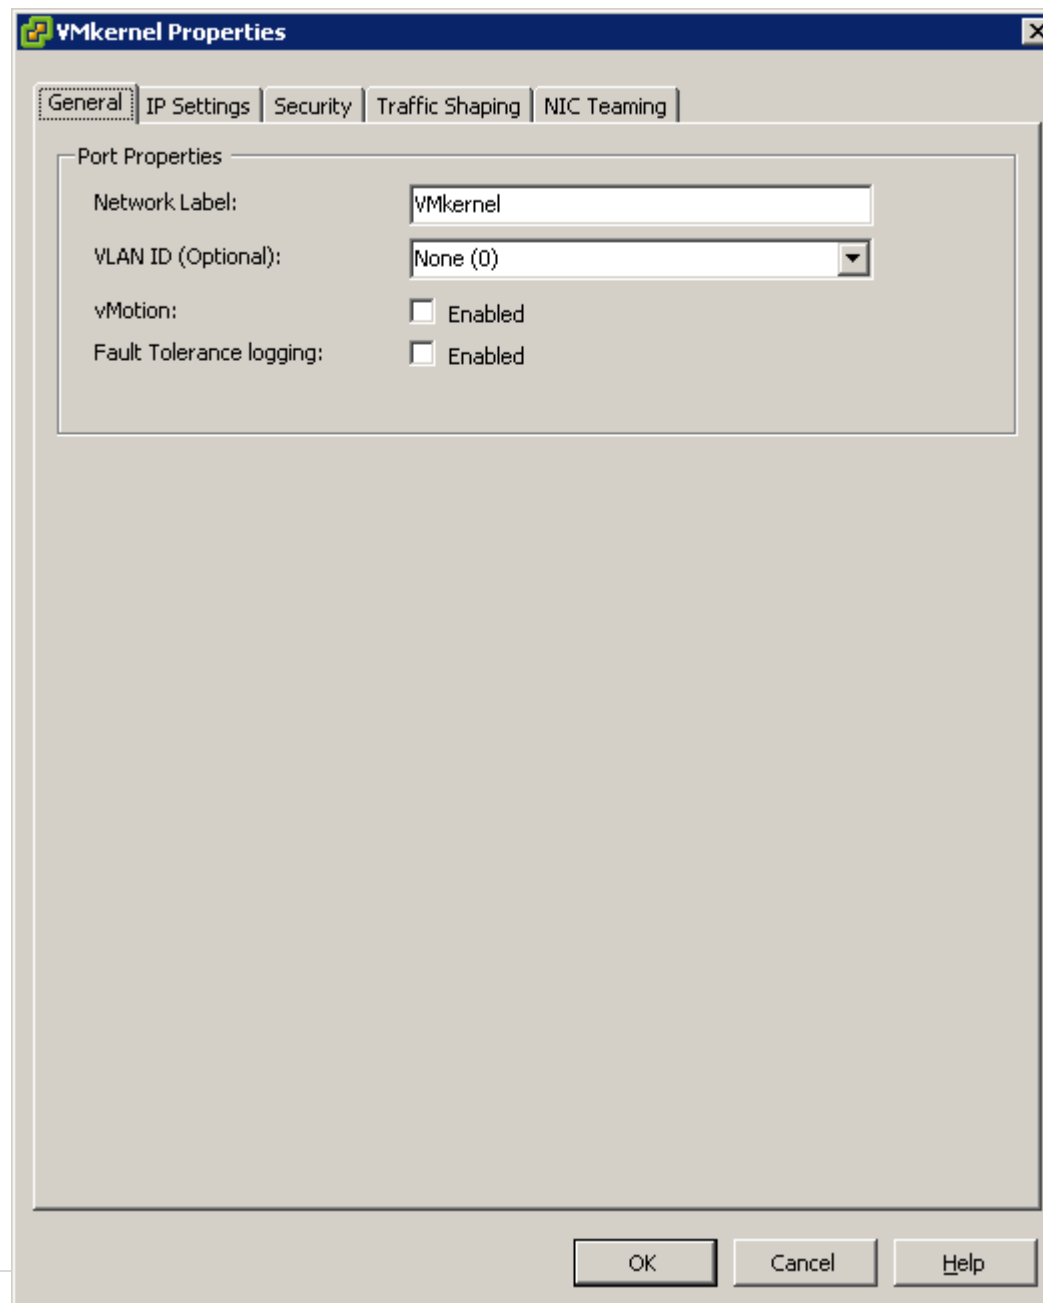 VMkernel Properties
General IP Settings Security Traffic Shaping NIC Teaming
Port Properties
Network Label: VMkernel
VLAN ID (Optional): None (0)
vMotion: Enabled
Fault Tolerance logging: Enabled
OK Cancel Help